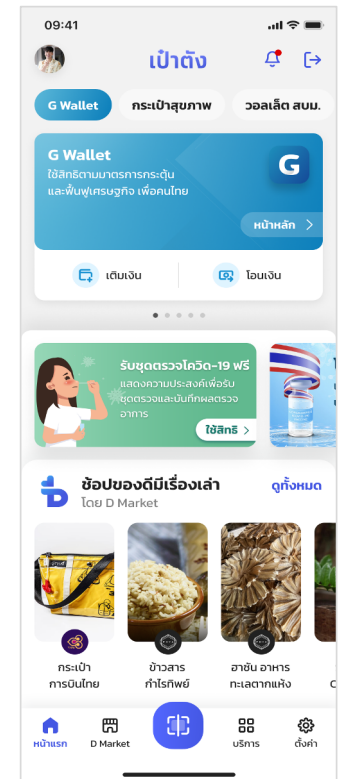 09:41
เป๋าตัง
G Wallet
กระเป๋าสุขภาพ
วอลเล็ต สบม.
G Wallet
ใช้สิทธิตามมาตรการกระตุ้น
และฟื้นฟูเศรษฐกิจ เพื่อคนไทย
G
หน้าหลัก
เติมเงิน
โอนเงิน
รับชุดตรวจโควิด-19 ฟรี
แสดงความประสงค์เพื่อรับ
ชุดตรวจและบันทึกผลตรวจ
อาการ
ใช้สิทธิ
ช้อปของดีมีเรื่องเล่า
ดูทั้งหมด
โดย D Market
กระเป๋า
การบินไทย
ข้าวสาร
กำไรทิพย์
ฮาซัน อาหาร
ทะเลตากแห้ง
หน้าแรก
D Market
บริการ
ตั้งค่า